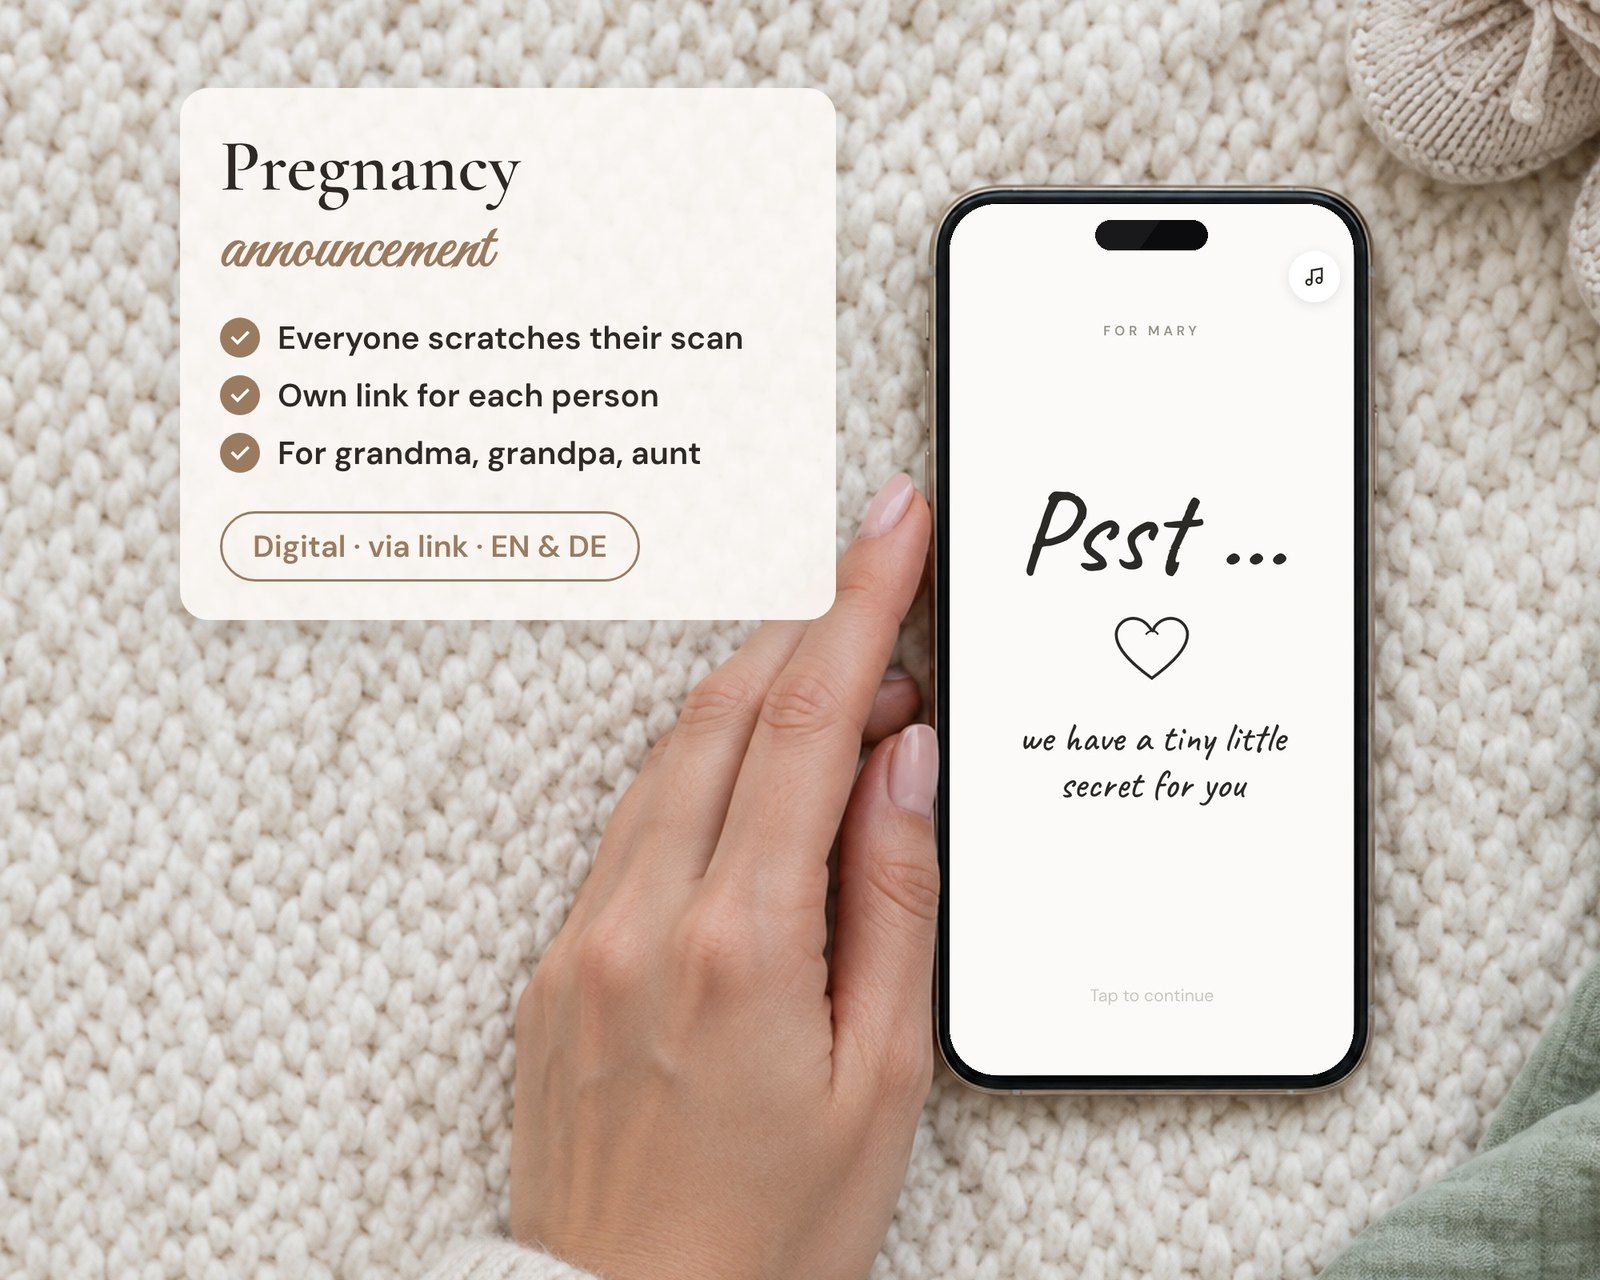 Pregnancy
announcement
Everyone scratches their scan
Own link for each person
For grandma, grandpa, aunt
Digital · via link · EN & DE
FOR MARY
Psst ...
we have a tiny little
secret for you
Tap to continue